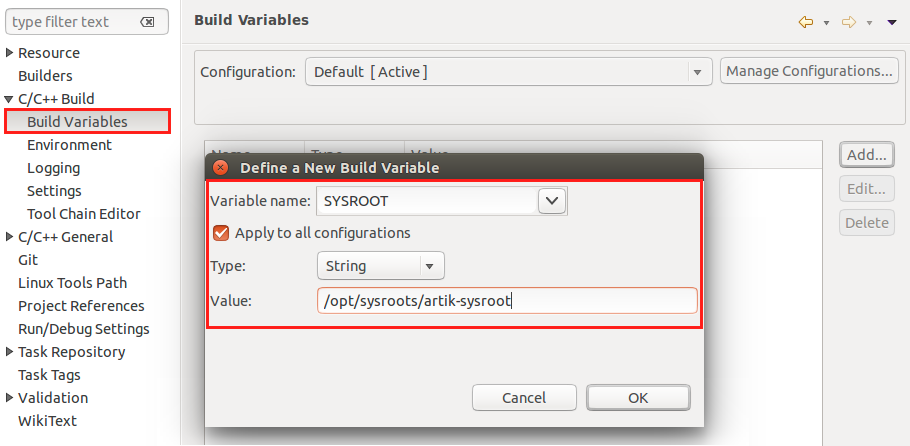 type filter text
Resource
Builders
C/C++ Build
Build Variables
Environment
Logging
Settings
Tool Chain Editor
C/C++ General
Git
Linux Tools Path
Project References
Run/Debug Settings
Task Repository
Task Tags
Validation
WikiText
Build Variables
Configuration: Default [ Active ] Manage Configurations...
Add...
Edit...
Delete
Define a New Build Variable
Variable name: SYSROOT
Apply to all configurations
Type: String
Value: /opt/sysroots/artik-sysroot
Cancel OK